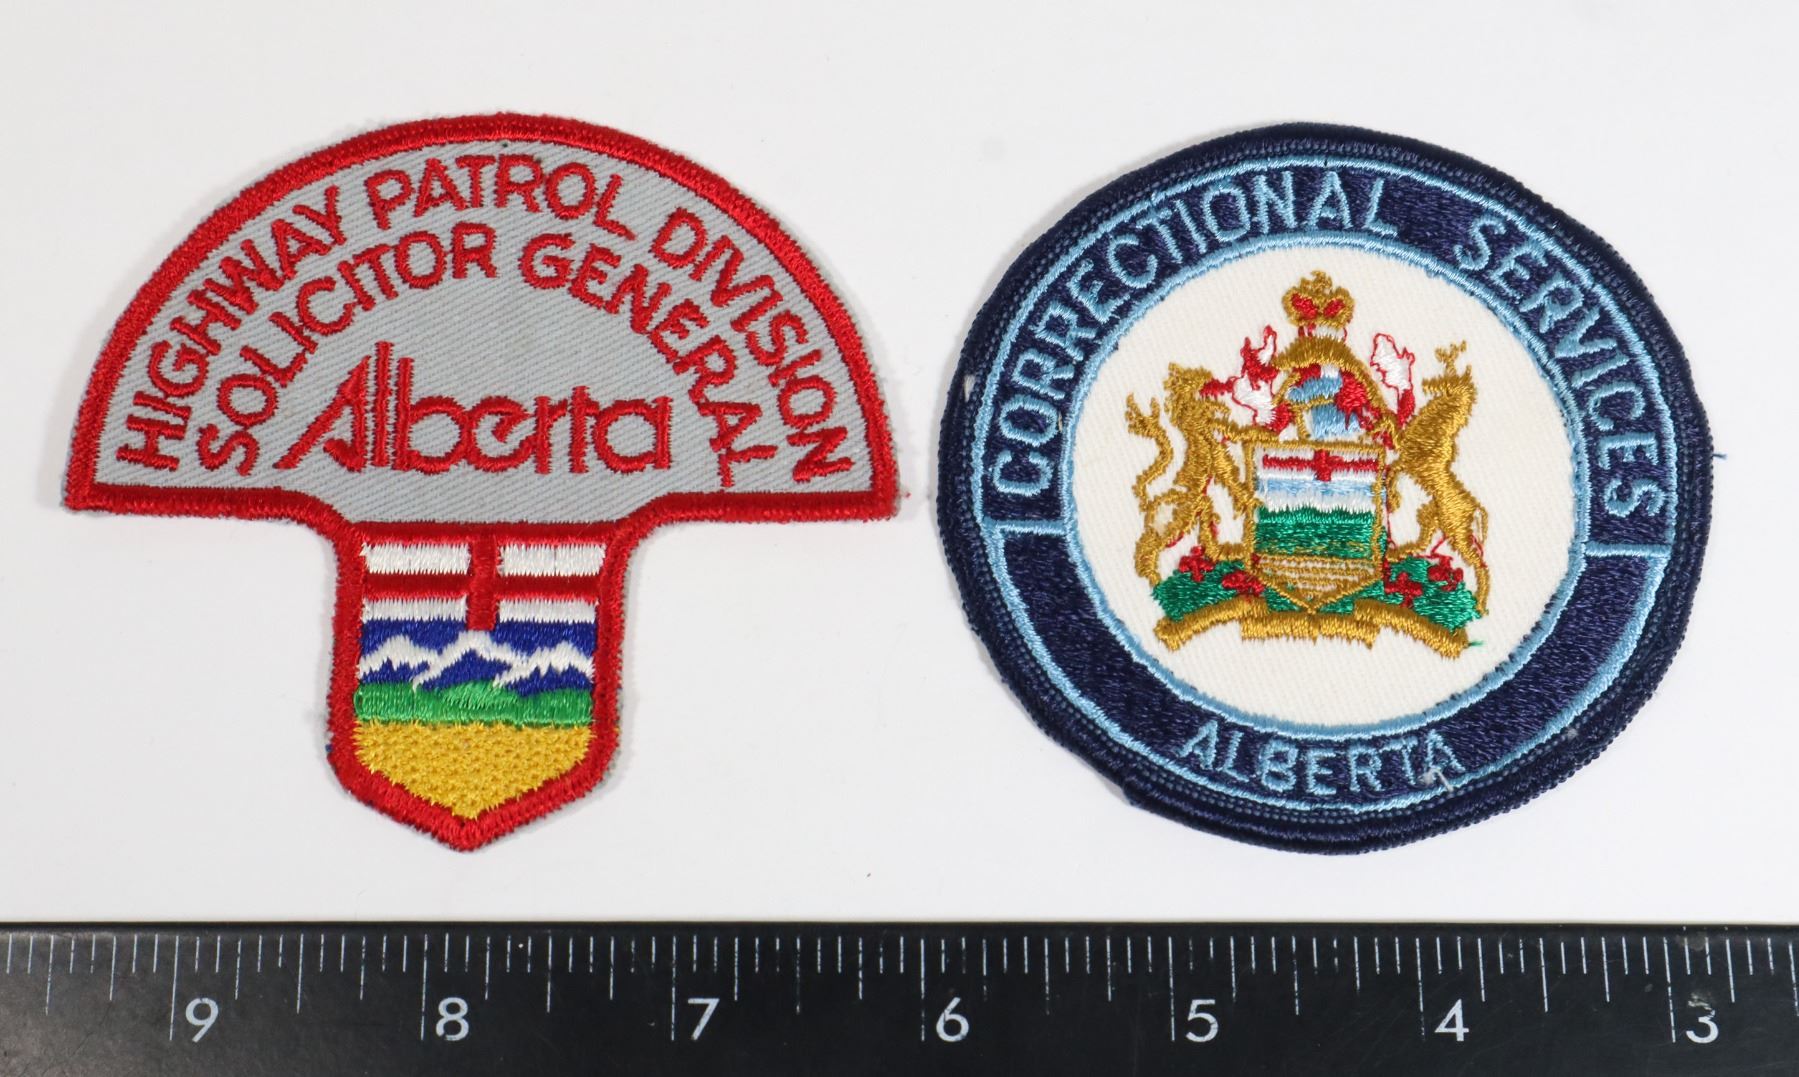 HIGHWAY PATROL DIVISION
SOLICITOR GENERAL
Alberta
CORRECTIONAL SERVICES
ALBERTA
9 8 7 6 5 4 3